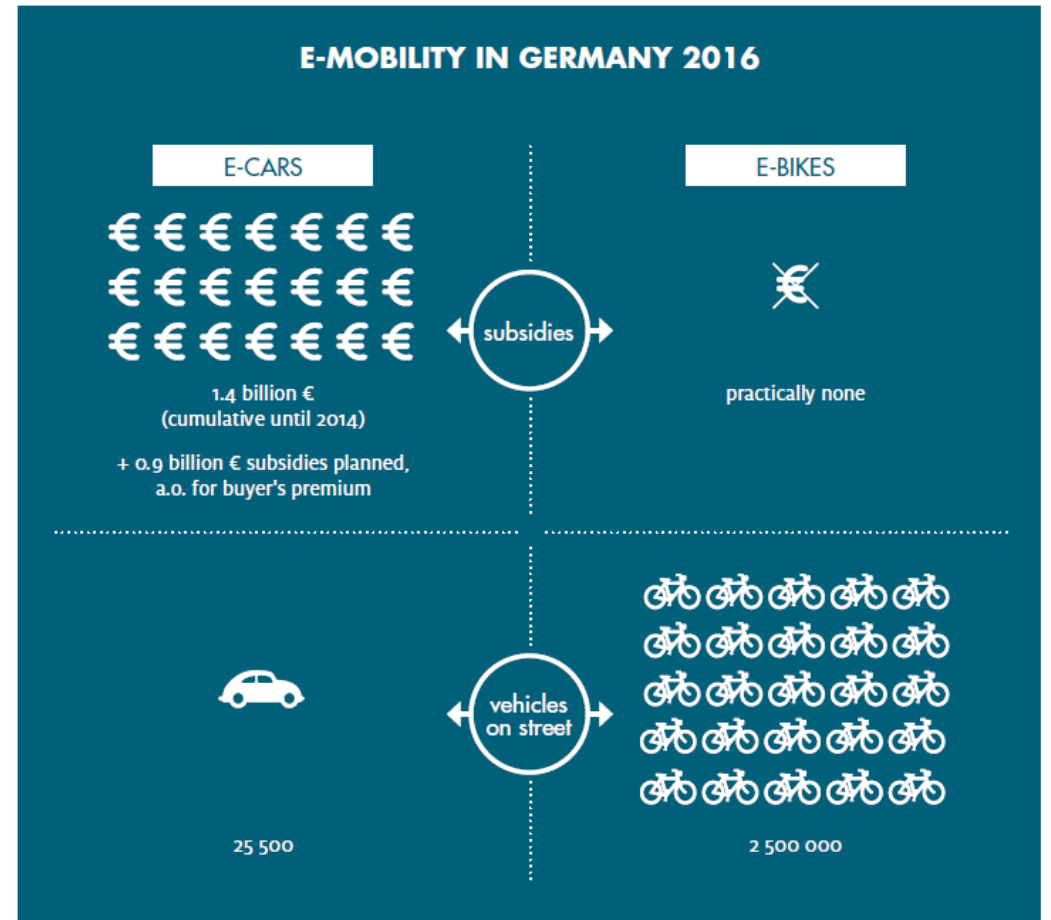 E-MOBILITY IN GERMANY 2016
E-CARS
E-BIKES
€ € € € € € €
€ € € € € € €
€ € € € € € €
€
subsidies
1.4 billion €
(cumulative until 2014)
+ 0.9 billion € subsidies planned,
a.o. for buyer's premium
practically none
vehicles
on street
25 500
2 500 000